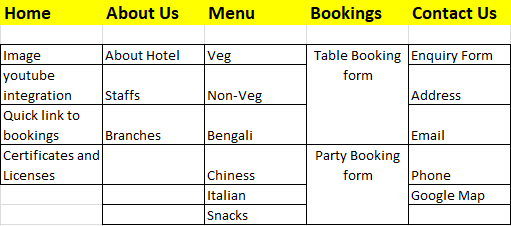 Home About Us Menu Bookings Contact Us
Image About Hotel Veg Table Booking Enquiry Form
youtube form
integration Staffs Non-Veg Address
Quick link to
bookings Branches Bengali Email
Certificates and Party Booking
Licenses Chiness form Phone
Italian Google Map
Snacks